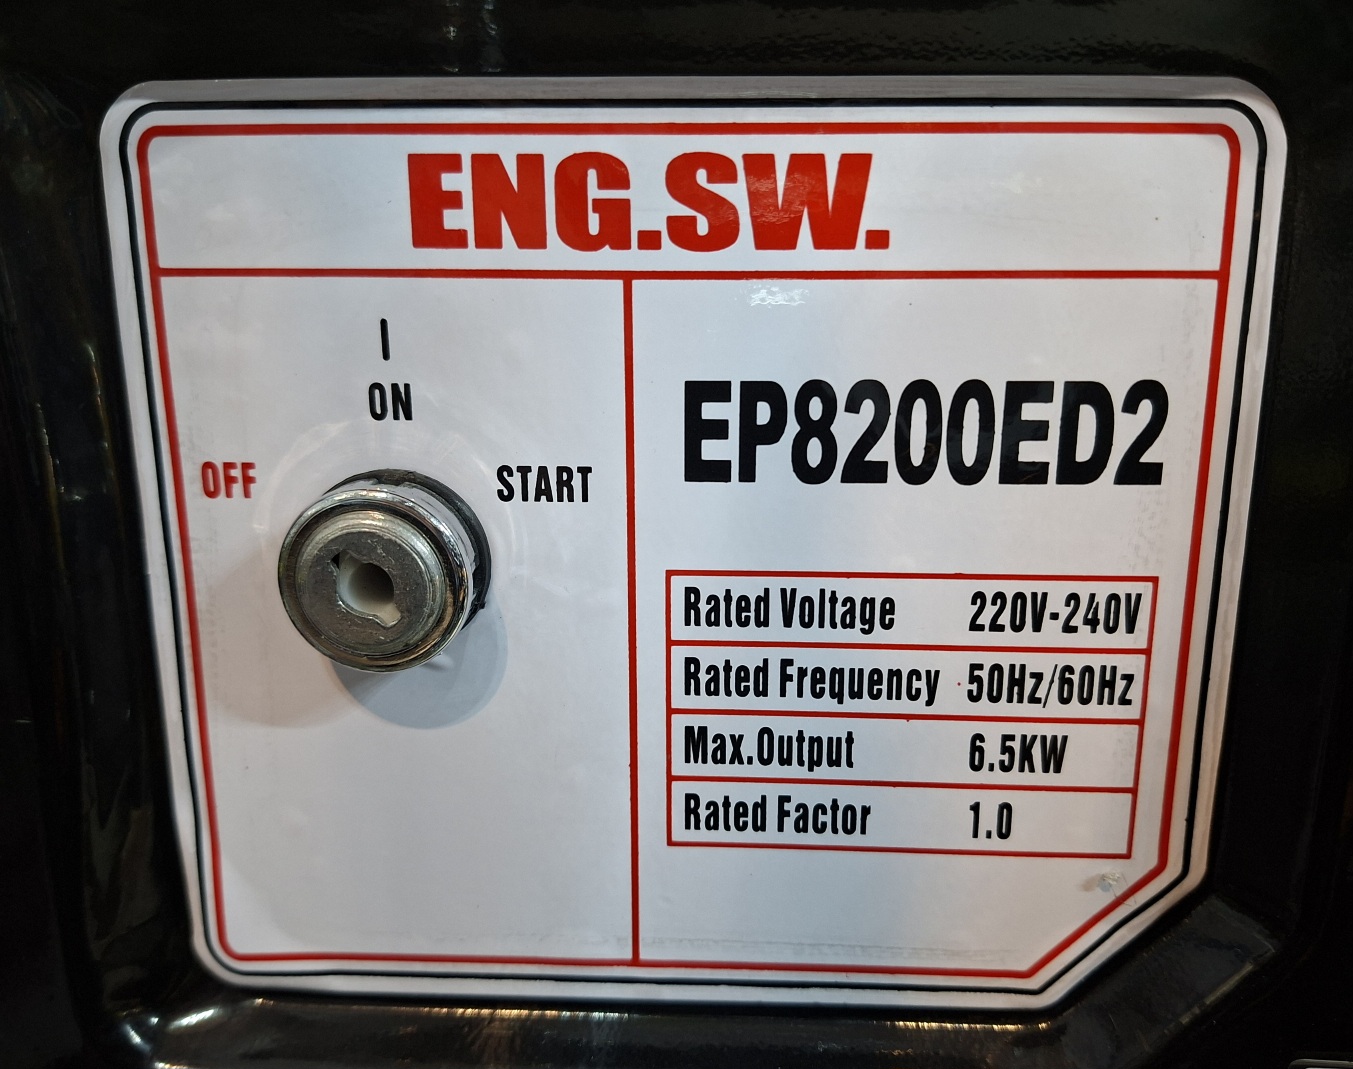 ENG.SW.
I
ON
OFF
START
EP8200ED2
Rated Voltage 220V-240V
Rated Frequency 50Hz/60Hz
Max.Output 6.5KW
Rated Factor 1.0